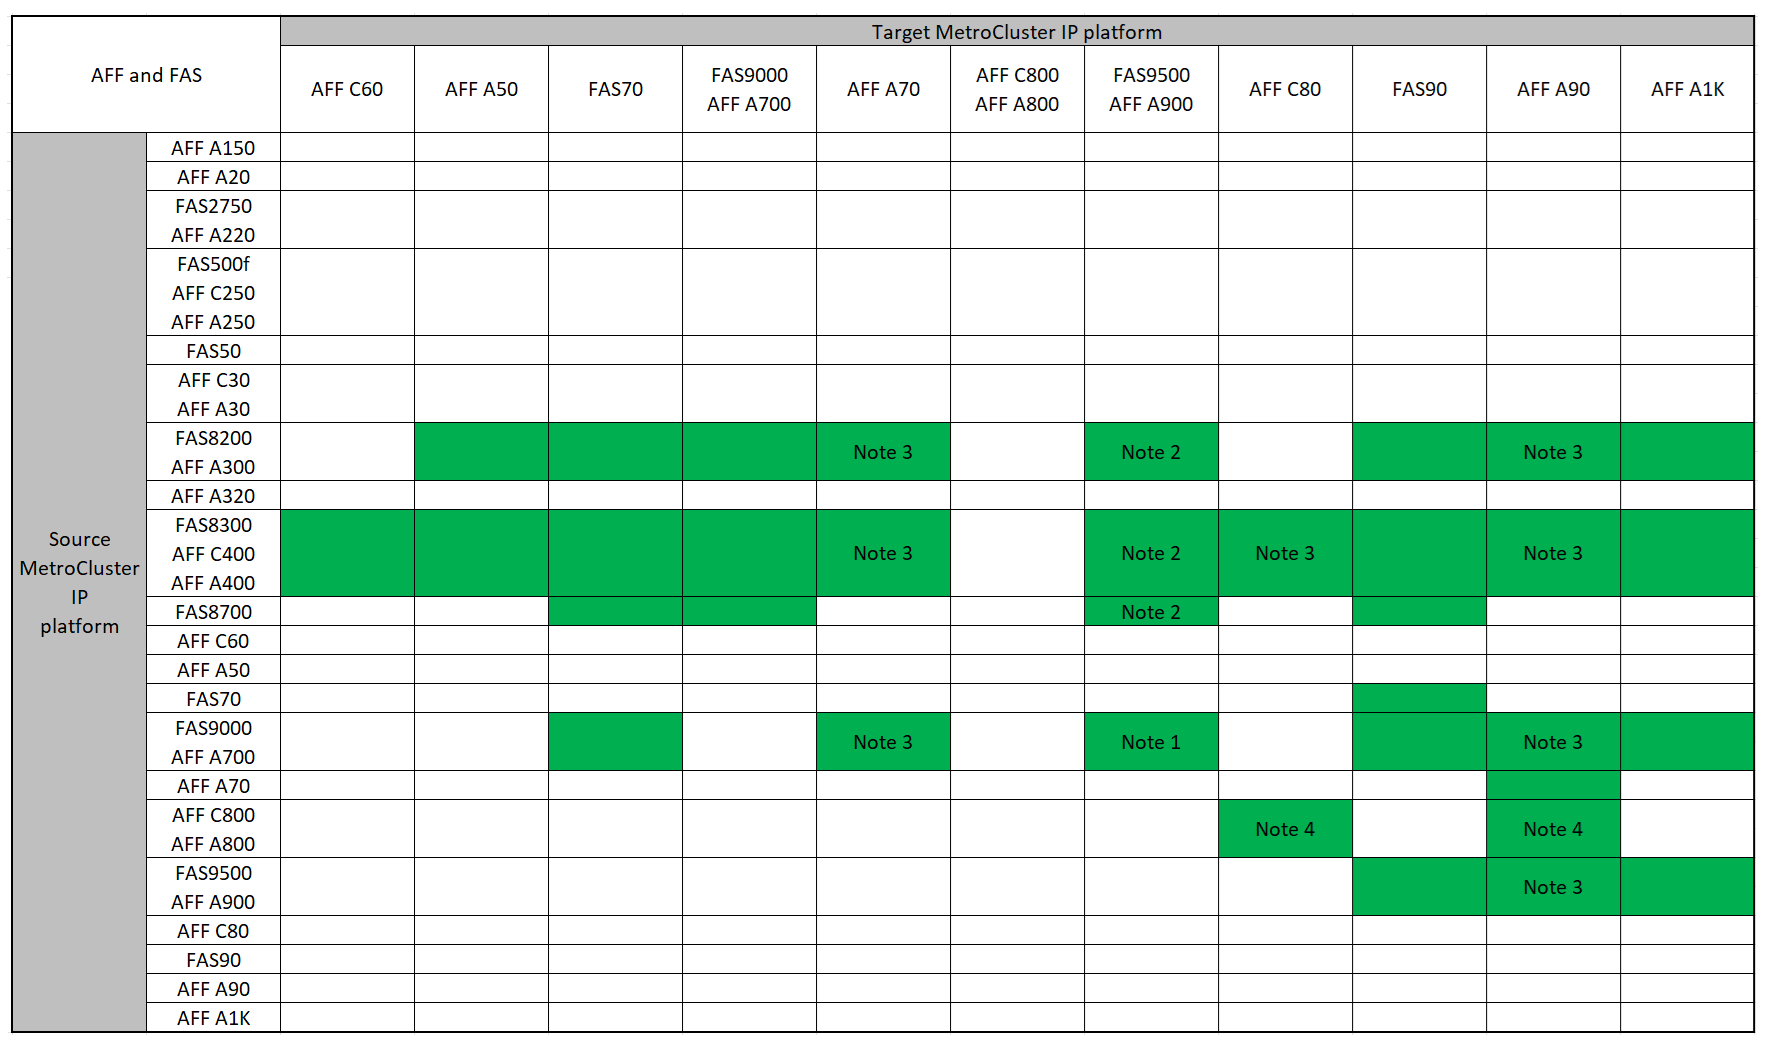 Target MetroCluster IP platform
AFF and FAS
AFF C60
AFF A50
FAS70
FAS9000
AFF A700
AFF A70
AFF C800
AFF A800
FAS9500
AFF A900
AFF C80
FAS90
AFF A90
AFF A1K
Source
MetroCluster
IP
platform
AFF A150
AFF A20
FAS2750
AFF A220
FAS500f
AFF C250
AFF A250
FAS50
AFF C30
AFF A30
FAS8200
AFF A300
Note 3
Note 2
Note 3
AFF A320
FAS8300
AFF C400
AFF A400
Note 3
Note 2
Note 3
Note 3
FAS8700
Note 2
AFF C60
AFF A50
FAS70
FAS9000
AFF A700
Note 3
Note 1
Note 3
AFF A70
AFF C800
AFF A800
Note 4
Note 4
FAS9500
AFF A900
Note 3
AFF C80
FAS90
AFF A90
AFF A1K